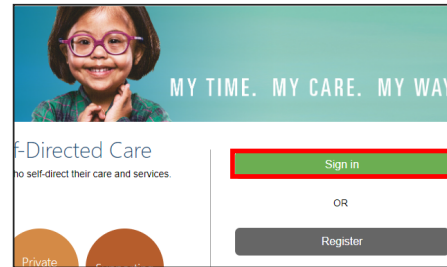 MY TIME. MY CARE. MY WAY
f-Directed Care
ho self-direct their care and services.
Sign in
OR
Register
Private